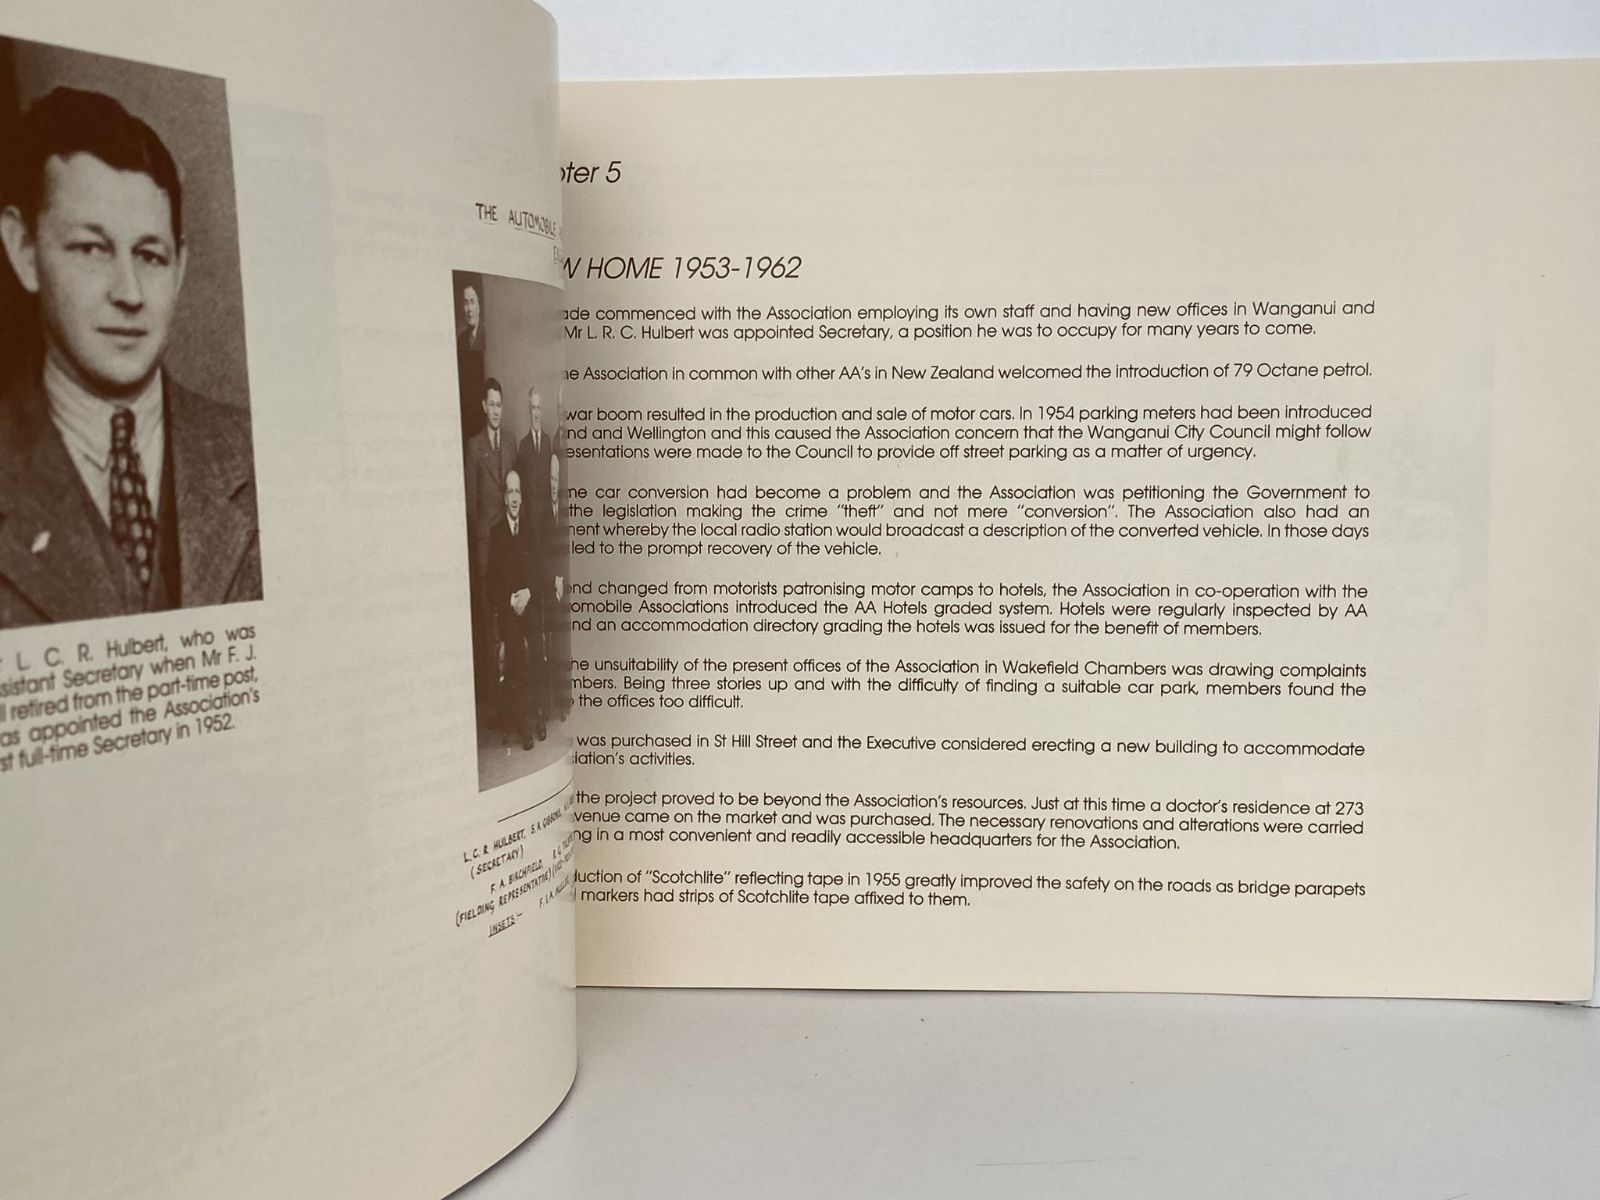 L. C. R. Hulbert, who was
Assistant Secretary when Mr F. J.
retired from the part-time post,
was appointed the Association's
first full-time Secretary in 1952.
THE AUTOMOBILE
L.C.R. HULBERT, S.A. GIBBONS,
(SECRETARY)
F. A. BIRCHFIELD,
(FIELDING REPRESENTATIVE)
INSETS:-
pter 5
W HOME 1953-1962
ade commenced with the Association employing its own staff and having new offices in Wanganui and
Mr L. R. C. Hulbert was appointed Secretary, a position he was to occupy for many years to come.
he Association in common with other AA's in New Zealand welcomed the introduction of 79 Octane petrol.
war boom resulted in the production and sale of motor cars. In 1954 parking meters had been introduced
nd and Wellington and this caused the Association concern that the Wanganui City Council might follow
esentations were made to the Council to provide off street parking as a matter of urgency.
me car conversion had become a problem and the Association was petitioning the Government to
the legislation making the crime "theft" and not mere "conversion". The Association also had an
ment whereby the local radio station would broadcast a description of the converted vehicle. In those days
led to the prompt recovery of the vehicle.
end changed from motorists patronising motor camps to hotels, the Association in co-operation with the
omobile Associations introduced the AA Hotels graded system. Hotels were regularly inspected by AA
nd an accommodation directory grading the hotels was issued for the benefit of members.
he unsuitability of the present offices of the Association in Wakefield Chambers was drawing complaints
mbers. Being three stories up and with the difficulty of finding a suitable car park, members found the
the offices too difficult.
was purchased in St Hill Street and the Executive considered erecting a new building to accommodate
iation's activities.
the project proved to be beyond the Association's resources. Just at this time a doctor's residence at 273
venue came on the market and was purchased. The necessary renovations and alterations were carried
ng in a most convenient and readily accessible headquarters for the Association.
duction of "Scotchlite" reflecting tape in 1955 greatly improved the safety on the roads as bridge parapets
markers had strips of Scotchlite tape affixed to them.